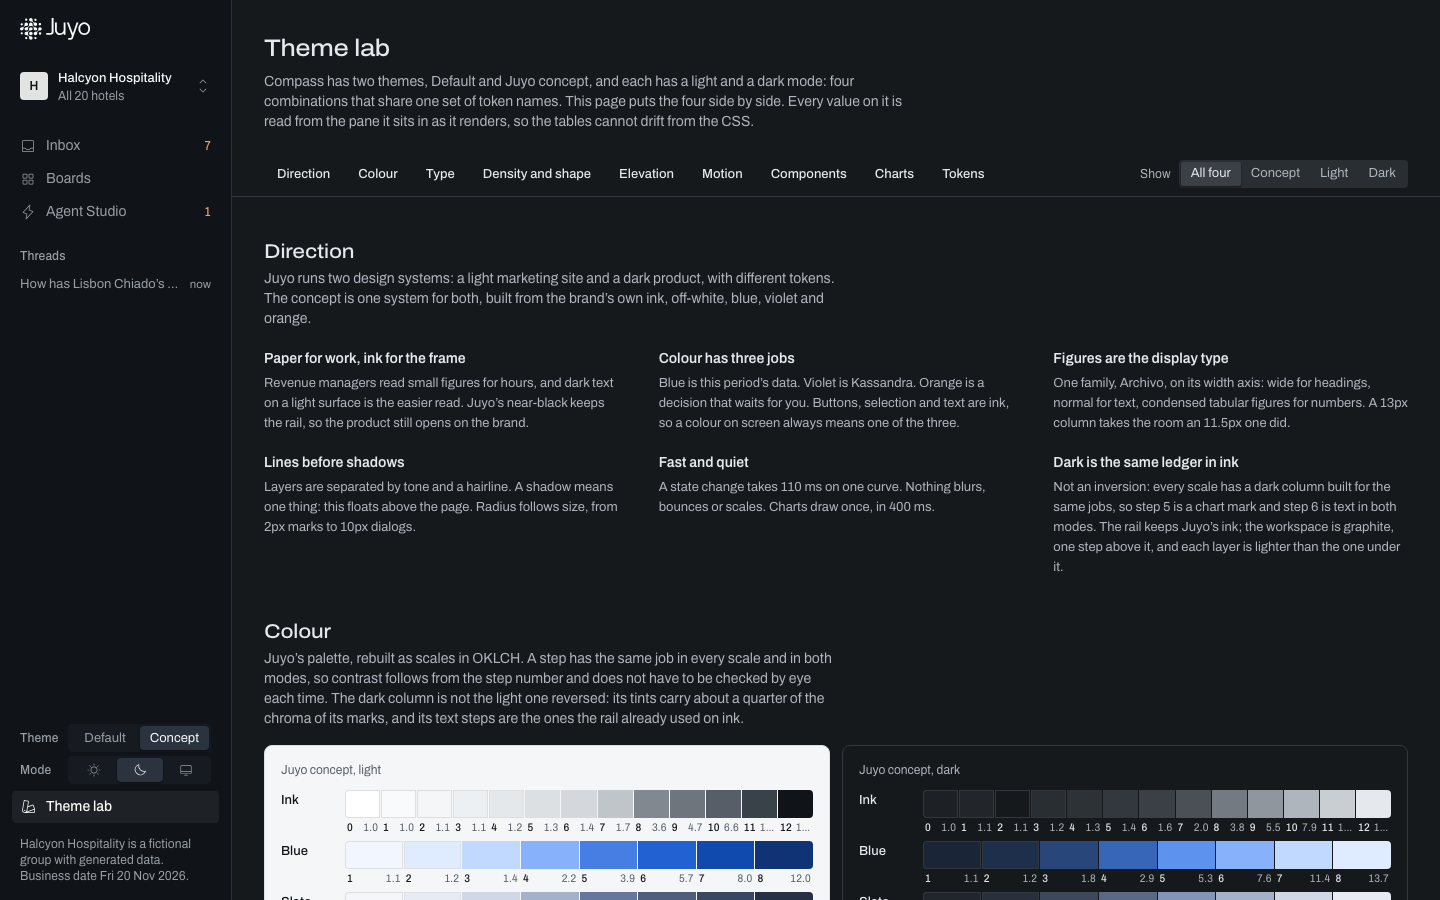 Juyo
H
Halcyon Hospitality
All 20 hotels
Inbox 7
Boards
Agent Studio 1
Threads
How has Lisbon Chiado’s ... now
Theme Default Concept
Mode
Theme lab
Halcyon Hospitality is a fictional
group with generated data.
Business date Fri 20 Nov 2026.
Theme lab
Compass has two themes, Default and Juyo concept, and each has a light and a dark mode: four
combinations that share one set of token names. This page puts the four side by side. Every value on it is
read from the pane it sits in as it renders, so the tables cannot drift from the CSS.
Direction Colour Type Density and shape Elevation Motion Components Charts Tokens Show All four Concept Light Dark
Direction
Juyo runs two design systems: a light marketing site and a dark product, with different tokens.
The concept is one system for both, built from the brand’s own ink, off-white, blue, violet and
orange.
Paper for work, ink for the frame
Revenue managers read small figures for hours, and dark text
on a light surface is the easier read. Juyo’s near-black keeps
the rail, so the product still opens on the brand.
Colour has three jobs
Blue is this period’s data. Violet is Kassandra. Orange is a
decision that waits for you. Buttons, selection and text are ink,
so a colour on screen always means one of the three.
Figures are the display type
One family, Archivo, on its width axis: wide for headings,
normal for text, condensed tabular figures for numbers. A 13px
column takes the room an 11.5px one did.
Lines before shadows
Layers are separated by tone and a hairline. A shadow means
one thing: this floats above the page. Radius follows size, from
2px marks to 10px dialogs.
Fast and quiet
A state change takes 110 ms on one curve. Nothing blurs,
bounces or scales. Charts draw once, in 400 ms.
Dark is the same ledger in ink
Not an inversion: every scale has a dark column built for the
same jobs, so step 5 is a chart mark and step 6 is text in both
modes. The rail keeps Juyo’s ink; the workspace is graphite,
one step above it, and each layer is lighter than the one under
it.
Colour
Juyo’s palette, rebuilt as scales in OKLCH. A step has the same job in every scale and in both
modes, so contrast follows from the step number and does not have to be checked by eye
each time. The dark column is not the light one reversed: its tints carry about a quarter of the
chroma of its marks, and its text steps are the ones the rail already used on ink.
Juyo concept, light
Ink
0 1.0 1 1.0 2 1.1 3 1.1 4 1.2 5 1.3 6 1.4 7 1.7 8 3.6 9 4.7 10 6.6 11 1... 12 1...
Blue
1 1.1 2 1.2 3 1.4 4 2.2 5 3.9 6 5.7 7 8.0 8 12.0
Slate
Juyo concept, dark
Ink
0 1.0 1 1.1 2 1.1 3 1.2 4 1.3 5 1.4 6 1.6 7 2.0 8 3.8 9 5.5 10 7.9 11 1... 12 1...
Blue
1 1.1 2 1.2 3 1.8 4 2.9 5 5.3 6 7.6 7 11.4 8 13.7
Slate